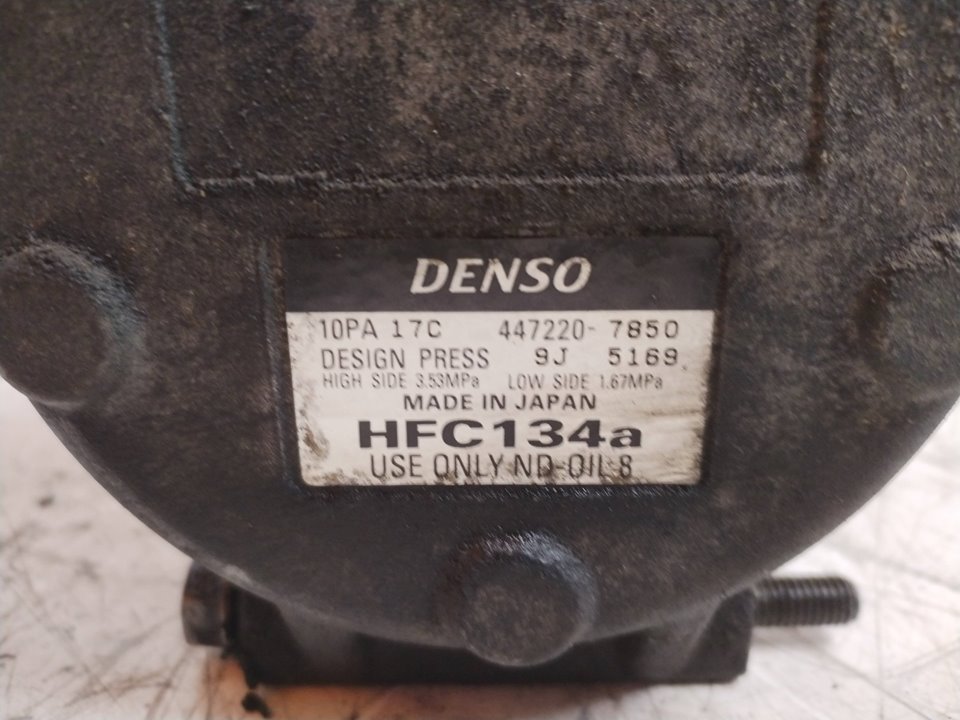 DENSO
10PA 17C 447220-7850
DESIGN PRESS 9J 5169
HIGH SIDE 3.53MPa LOW SIDE 1.67MPa
MADE IN JAPAN
HFC134a
USE ONLY ND-OIL 8